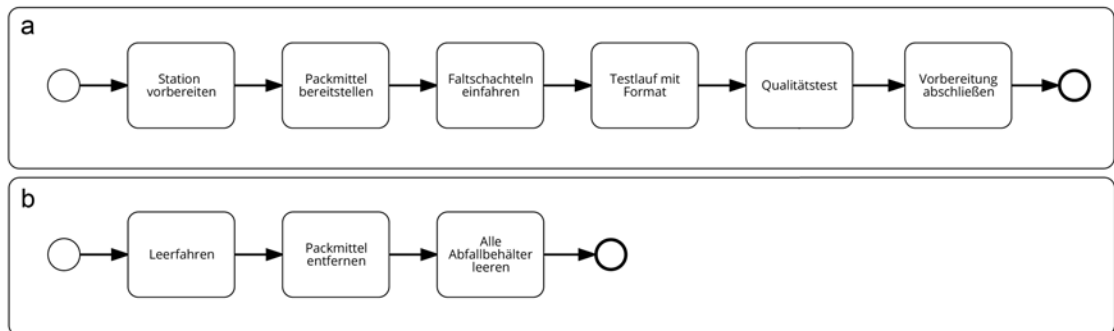 a
Station
vorbereiten
Packmittel
bereitstellen
Faltschachteln
einfahren
Testlauf mit
Format
Qualitätstest
Vorbereitung
abschließen
b
Leerfahren
Packmittel
entfernen
Alle
Abfallbehälter
leeren